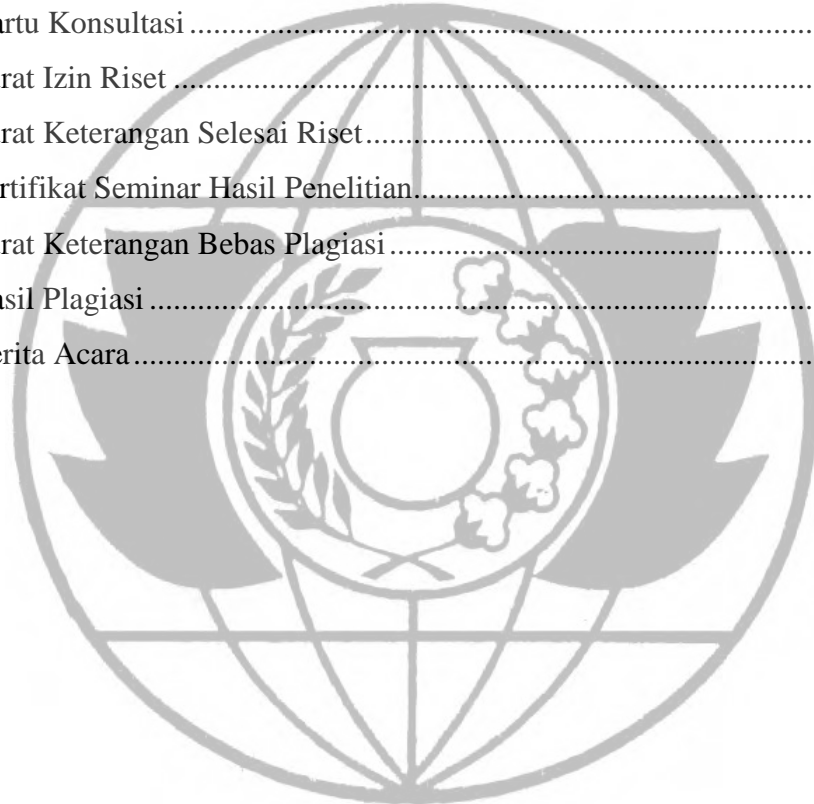 artu Konsultasi ........................................................................................
rat Izin Riset ..........................................................................................
rat Keterangan Selesai Riset ...................................................................
rtifikat Seminar Hasil Penelitian ..............................................................
rat Keterangan Bebas Plagiasi ................................................................
asil Plagiasi ..........................................................................................
erita Acara ............................................................................................